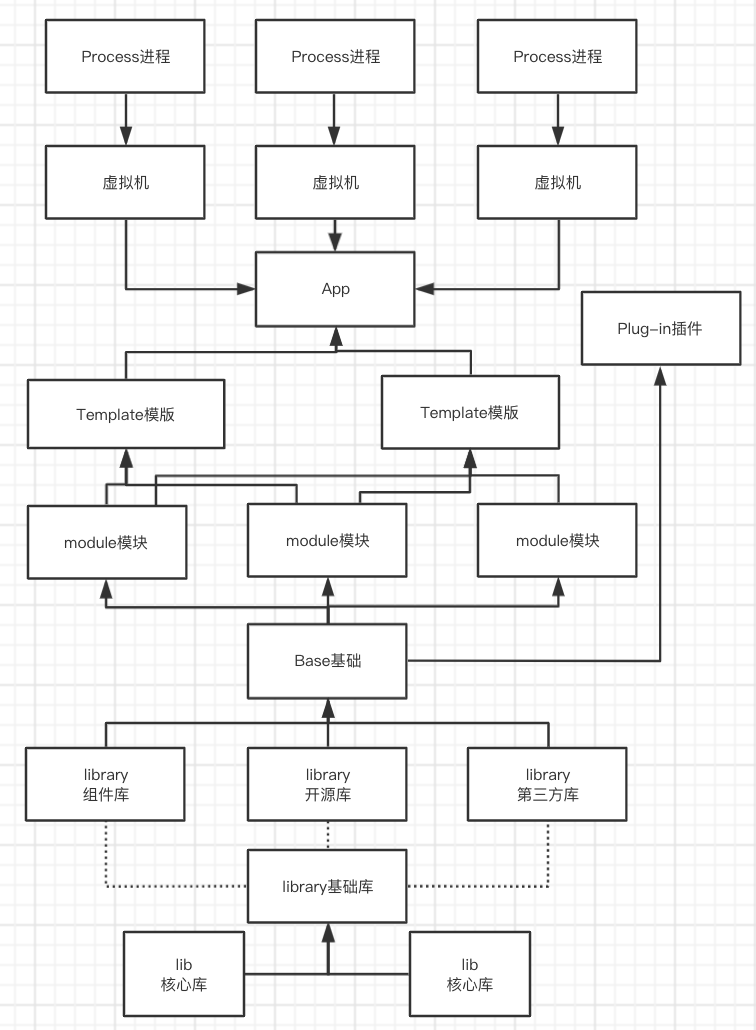 Process进程
Process进程
Process进程
虚拟机
虚拟机
虚拟机
App
Plug-in插件
Template模版
Template模版
module模块
module模块
module模块
Base基础
library
组件库
library
开源库
library
第三方库
library基础库
lib
核心库
lib
核心库